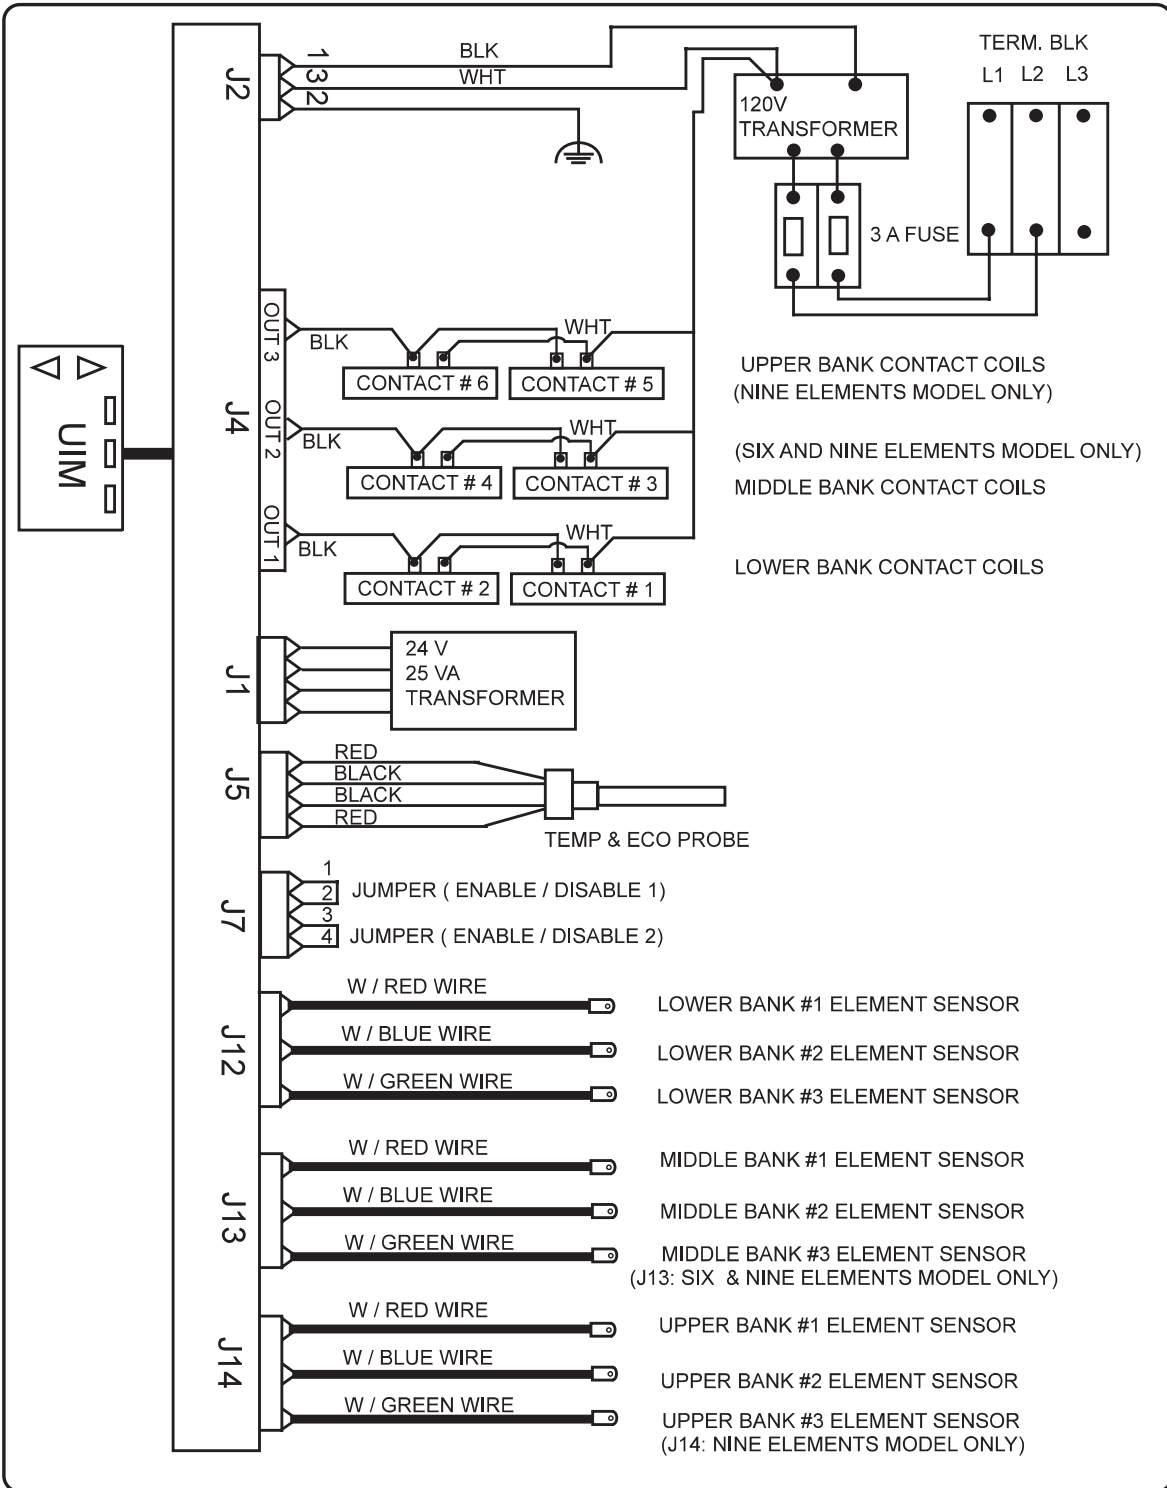 J2
1
3
2
BLK
WHT
120V
TRANSFORMER
TERM. BLK
L1 L2 L3
3 A FUSE
J4
OUT 3
BLK
WHT
CONTACT # 6
CONTACT # 5
UPPER BANK CONTACT COILS
(NINE ELEMENTS MODEL ONLY)
UIM
OUT 2
BLK
WHT
CONTACT # 4
CONTACT # 3
(SIX AND NINE ELEMENTS MODEL ONLY)
MIDDLE BANK CONTACT COILS
OUT 1
BLK
WHT
CONTACT # 2
CONTACT # 1
LOWER BANK CONTACT COILS
J1
24 V
25 VA
TRANSFORMER
J5
RED
BLACK
BLACK
RED
TEMP & ECO PROBE
J7
1
2
3
4
JUMPER ( ENABLE / DISABLE 1)
JUMPER ( ENABLE / DISABLE 2)
J12
W / RED WIRE
LOWER BANK #1 ELEMENT SENSOR
W / BLUE WIRE
LOWER BANK #2 ELEMENT SENSOR
W / GREEN WIRE
LOWER BANK #3 ELEMENT SENSOR
J13
W / RED WIRE
MIDDLE BANK #1 ELEMENT SENSOR
W / BLUE WIRE
MIDDLE BANK #2 ELEMENT SENSOR
W / GREEN WIRE
MIDDLE BANK #3 ELEMENT SENSOR
(J13: SIX & NINE ELEMENTS MODEL ONLY)
J14
W / RED WIRE
UPPER BANK #1 ELEMENT SENSOR
W / BLUE WIRE
UPPER BANK #2 ELEMENT SENSOR
W / GREEN WIRE
UPPER BANK #3 ELEMENT SENSOR
(J14: NINE ELEMENTS MODEL ONLY)